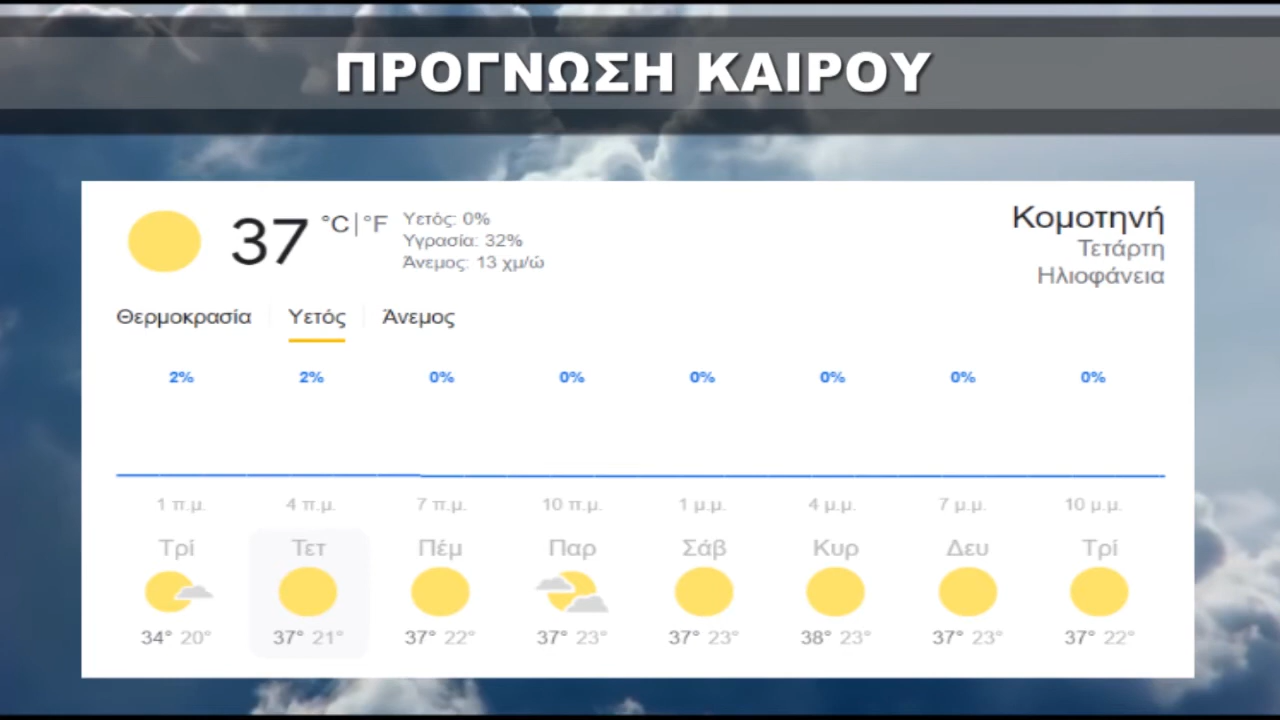 ΠΡΟΓΝΩΣΗ ΚΑΙΡΟΥ
37 °C | °F
Υετός: 0%
Υγρασία: 32%
Άνεμος: 13 χμ/ώ
Κομοτηνή
Τετάρτη
Ηλιοφάνεια
Θερμοκρασία Υετός Άνεμος
2% 2% 0% 0% 0% 0% 0% 0%
1 π.μ. 4 π.μ. 7 π.μ. 10 π.μ. 1 μ.μ. 4 μ.μ. 7 μ.μ. 10 μ.μ.
Τρί Τετ Πέμ Παρ Σάβ Κυρ Δευ Τρί
34° 20° 37° 21° 37° 22° 37° 23° 37° 23° 38° 23° 37° 23° 37° 22°